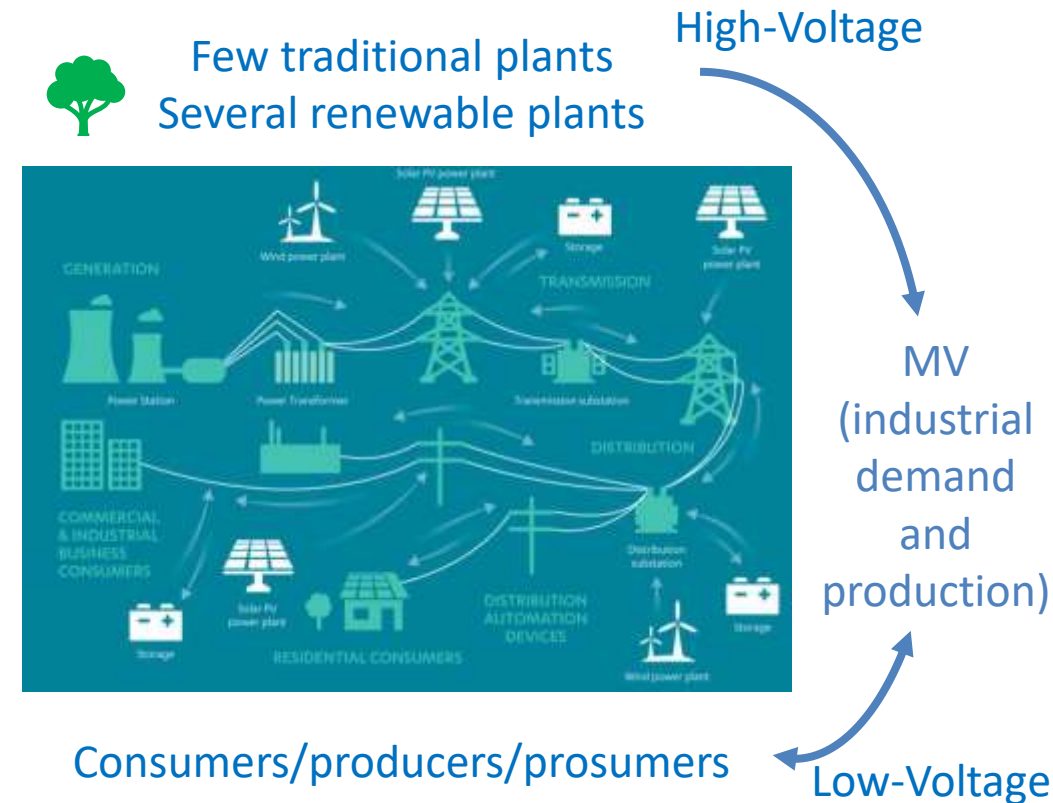 High-Voltage
Few traditional plants
Several renewable plants
Solar PV power plant
Wind power plant
Storage
Solar PV
power plant
GENERATION
TRANSMISSION
Power Station
Power Transformer
Transmission substation
MV
(industrial
demand
and
production)
DISTRIBUTION
COMMERCIAL
& INDUSTRIAL
BUSINESS
CONSUMERS
Distribution
substation
Solar PV
power plant
DISTRIBUTION
AUTOMATION
DEVICES
Storage
Storage
RESIDENTIAL CONSUMERS
Wind power plant
Consumers/producers/prosumers
Low-Voltage